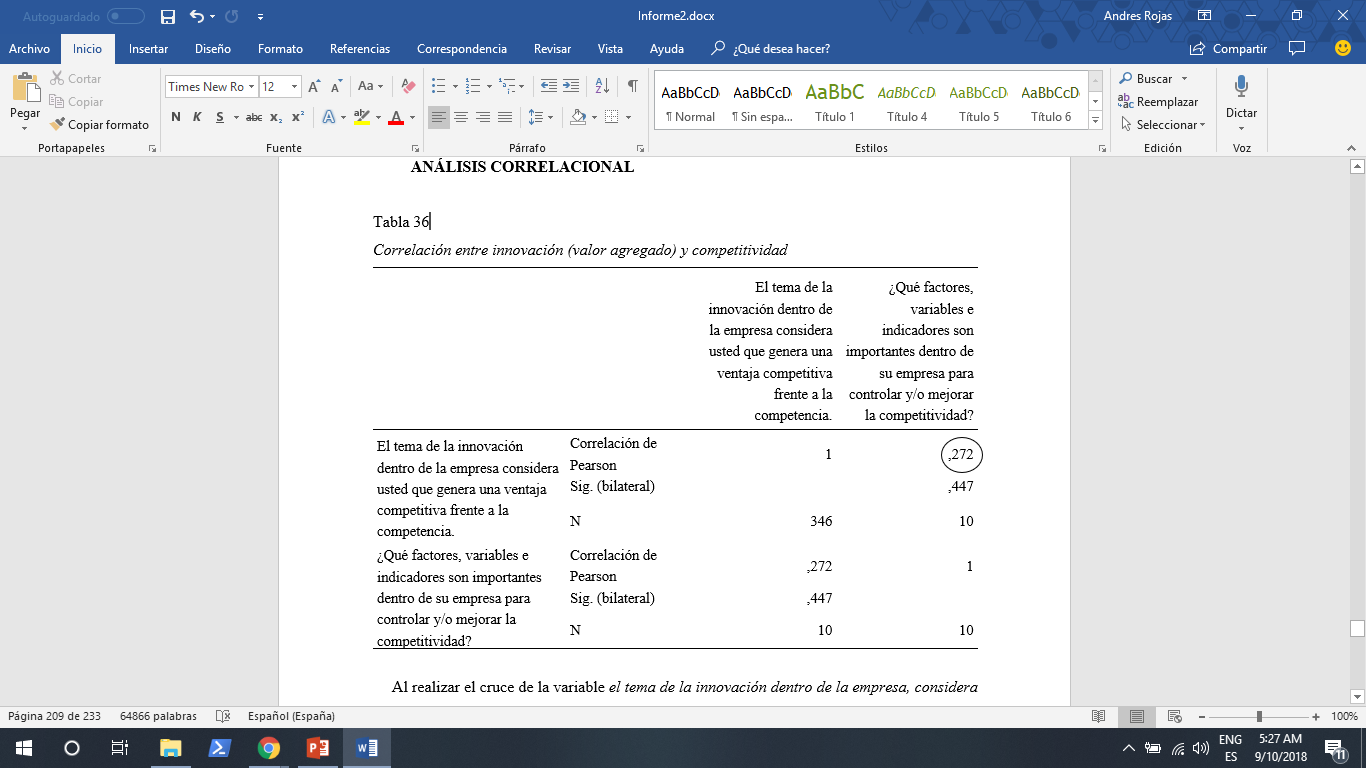 Autoguardado
Informe2.docx
Andres Rojas
Archivo Inicio Insertar Diseño Formato Referencias Correspondencia Revisar Vista Ayuda ¿Qué desea hacer? Compartir
Pegar
Cortar
Copiar
Copiar formato
Portapapeles
Times New Ro 12
N K S abc x₂ x²
Fuente
Párrafo
AaBbCcD AaBbCcD AaBbC AaBbCcD AaBbCcD AaBbCcD
¶ Normal ¶ Sin espa... Título 1 Título 4 Título 5 Título 6
Estilos
Buscar
Reemplazar
Seleccionar
Edición
Dictar
Voz
ANÁLISIS CORRELACIONAL
Tabla 36
Correlación entre innovación (valor agregado) y competitividad
El tema de la
innovación dentro de
la empresa considera
usted que genera una
ventaja competitiva
frente a la
competencia.
¿Qué factores,
variables e
indicadores son
importantes dentro de
su empresa para
controlar y/o mejorar
la competitividad?
El tema de la innovación
dentro de la empresa considera
usted que genera una ventaja
competitiva frente a la
competencia.
Correlación de
Pearson
1 ,272
Sig. (bilateral) ,447
N 346 10
¿Qué factores, variables e
indicadores son importantes
dentro de su empresa para
controlar y/o mejorar la
competitividad?
Correlación de
Pearson
,272 1
Sig. (bilateral) ,447
N 10 10
Al realizar el cruce de la variable el tema de la innovación dentro de la empresa, considera
Página 209 de 233 64866 palabras Español (España) 100%
ENG
ES
5:27 AM
9/10/2018
11